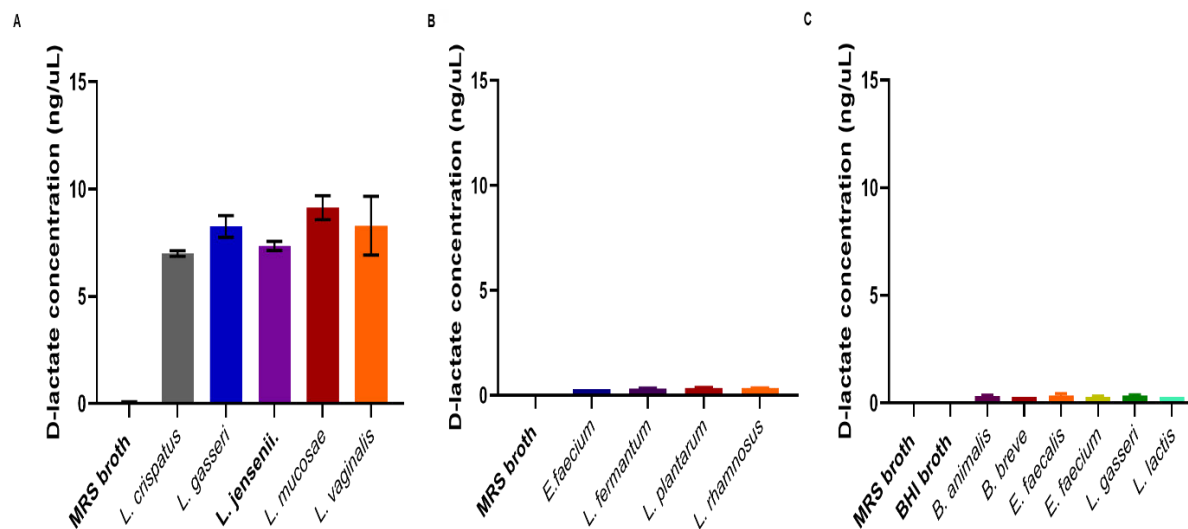 A
D-lactate concentration (ng/uL)
15
10
5
0
MRS broth
L. crispatus
L. gasseri
L. jensenii.
L. mucosae
L. vaginalis
B
D-lactate concentration (ng/uL)
15
10
5
0
MRS broth
E.faecium
L. fermantum
L. plantarum
L. rhamnosus
C
D-lactate concentration (ng/uL)
15
10
5
0
MRS broth
BHI broth
B. animalis
B. breve
E. faecalis
E. faecium
L. gasseri
L. lactis